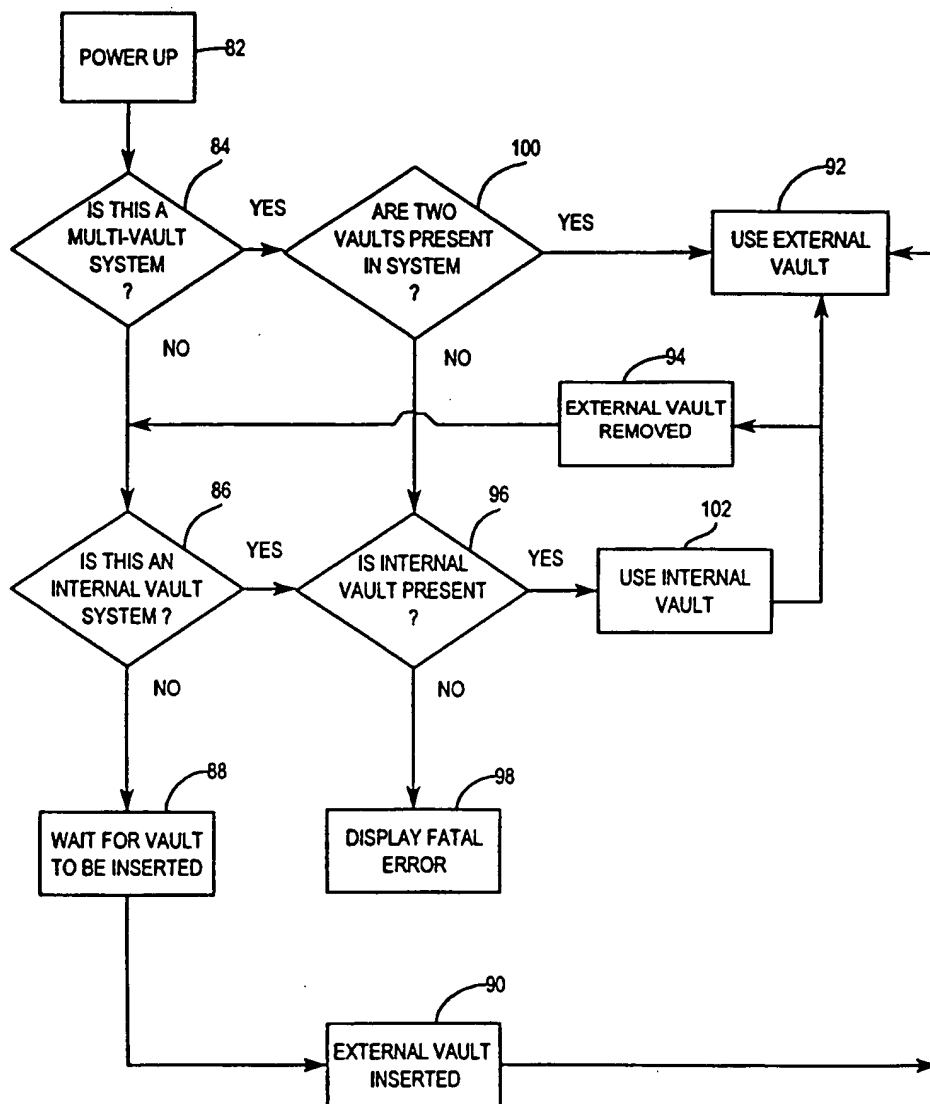 POWER UP
82
84
IS THIS A
MULTI-VAULT
SYSTEM
?
YES
NO
100
ARE TWO
VAULTS PRESENT
IN SYSTEM
?
YES
NO
92
USE EXTERNAL
VAULT
94
EXTERNAL VAULT
REMOVED
86
IS THIS AN
INTERNAL VAULT
SYSTEM ?
YES
NO
96
IS INTERNAL
VAULT PRESENT
?
YES
NO
102
USE INTERNAL
VAULT
88
WAIT FOR VAULT
TO BE INSERTED
98
DISPLAY FATAL
ERROR
90
EXTERNAL VAULT
INSERTED